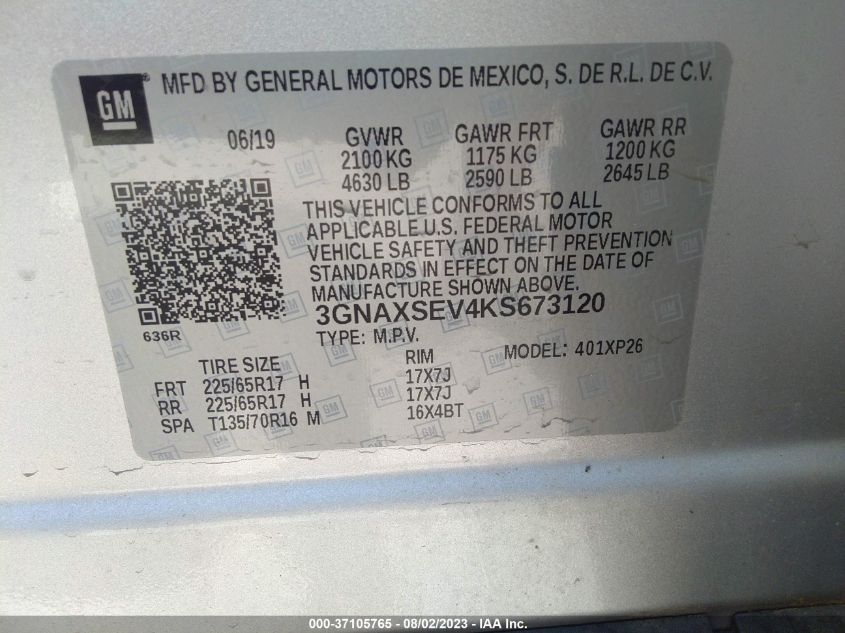 GM ® MFD BY GENERAL MOTORS DE MEXICO, S. DE R.L. DE C.V.
06/19 GVWR GAWR FRT GAWR RR
2100 KG 1175 KG 1200 KG
4630 LB 2590 LB 2645 LB
THIS VEHICLE CONFORMS TO ALL
APPLICABLE U.S. FEDERAL MOTOR
VEHICLE SAFETY AND THEFT PREVENTION
STANDARDS IN EFFECT ON THE DATE OF
MANUFACTURE SHOWN ABOVE.
3GNAXSEV4KS673120
636R
TYPE: M.P.V. MODEL: 401XP26
TIRE SIZE RIM
FRT 225/65R17 H 17X7J
RR 225/65R17 H 17X7J
SPA T135/70R16 M 16X4BT
000-37105765 - 08/02/2023 - IAA Inc.